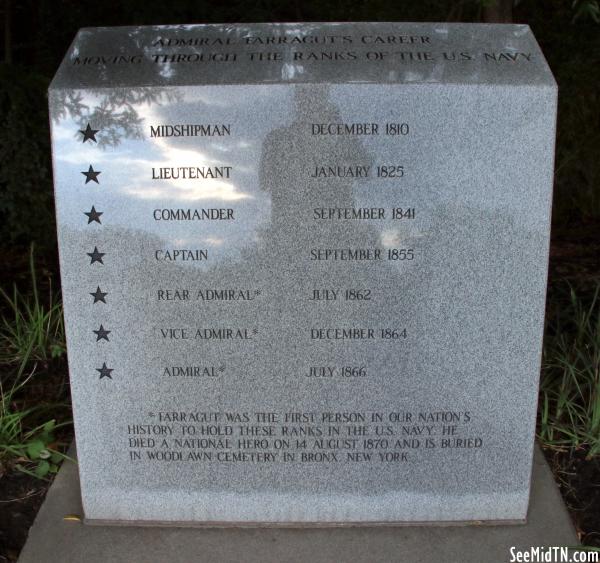 ADMIRAL FARRAGUT'S CAREER
MOVING THROUGH THE RANKS OF THE U.S. NAVY
MIDSHIPMAN DECEMBER 1810
LIEUTENANT JANUARY 1825
COMMANDER SEPTEMBER 1841
CAPTAIN SEPTEMBER 1855
REAR ADMIRAL* JULY 1862
VICE ADMIRAL* DECEMBER 1864
ADMIRAL* JULY 1866
* FARRAGUT WAS THE FIRST PERSON IN OUR NATION'S
HISTORY TO HOLD THESE RANKS IN THE U.S. NAVY. HE
DIED A NATIONAL HERO ON 14 AUGUST 1870 AND IS BURIED
IN WOODLAWN CEMETERY IN BRONX, NEW YORK.
SeeMidTN.com